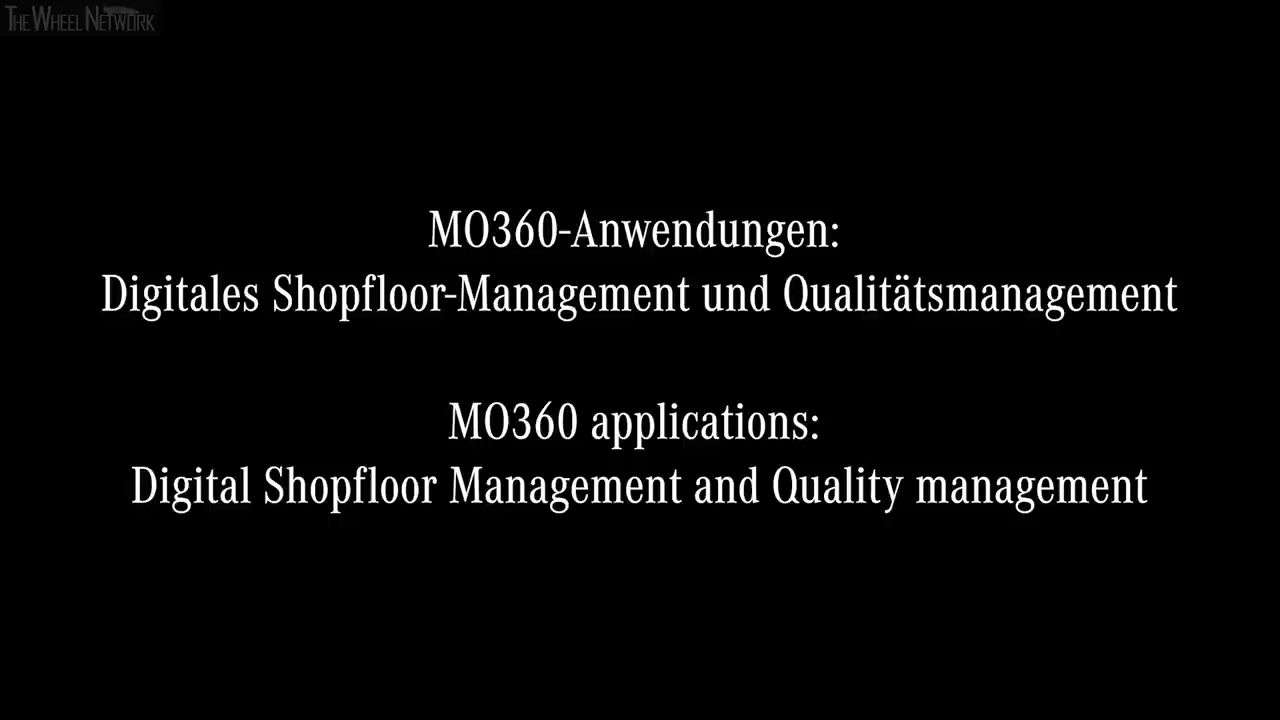 THE WHEEL NETWORK
MO360-Anwendungen:
Digitales Shopfloor-Management und Qualitätsmanagement
MO360 applications:
Digital Shopfloor Management and Quality management